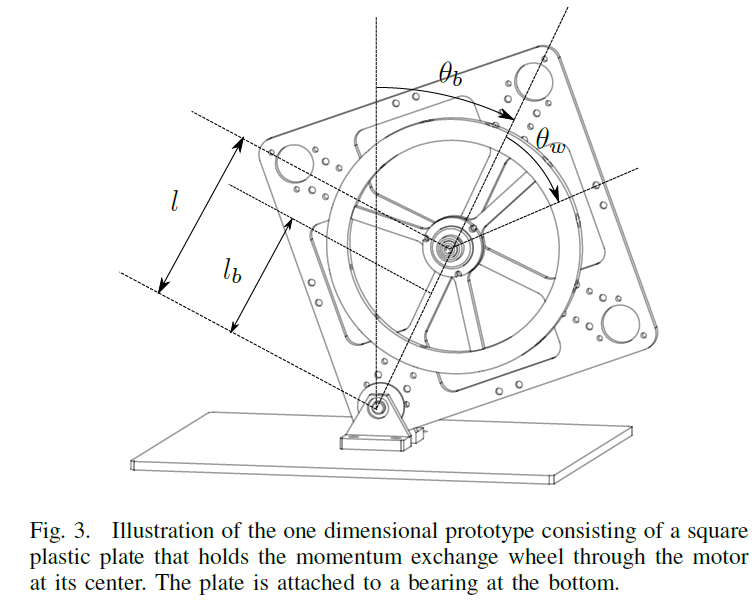 θb
θw
l
lb
Fig. 3. Illustration of the one dimensional prototype consisting of a square
plastic plate that holds the momentum exchange wheel through the motor
at its center. The plate is attached to a bearing at the bottom.